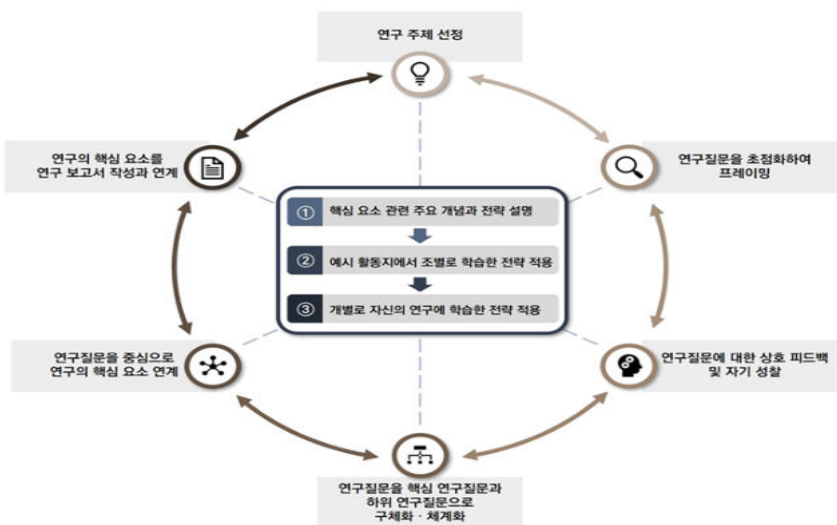 연구 주제 선정
연구의 핵심 요소를
연구 보고서 작성과 연계
연구질문을 초점화하여
프레이밍
① 핵심 요소 관련 주요 개념과 전략 설명
② 예시 활동지에서 조별로 학습한 전략 적용
③ 개별로 자신의 연구에 학습한 전략 적용
연구질문을 중심으로
연구의 핵심 요소 연계
연구질문에 대한 상호 피드백
및 자기 성찰
연구질문을 핵심 연구질문과
하위 연구질문으로
구체화 · 체계화